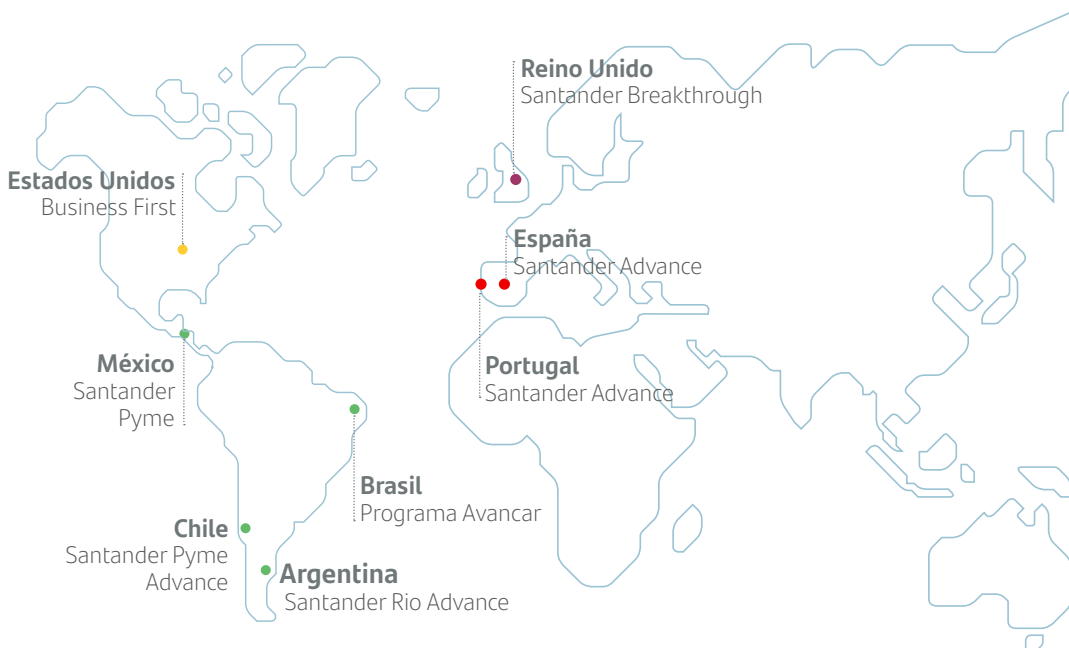 Reino Unido
Santander Breakthrough
Estados Unidos
Business First
España
Santander Advance
México
Santander
Pyme
Portugal
Santander Advance
Brasil
Programa Avancar
Chile
Santander Pyme
Advance
Argentina
Santander Rio Advance